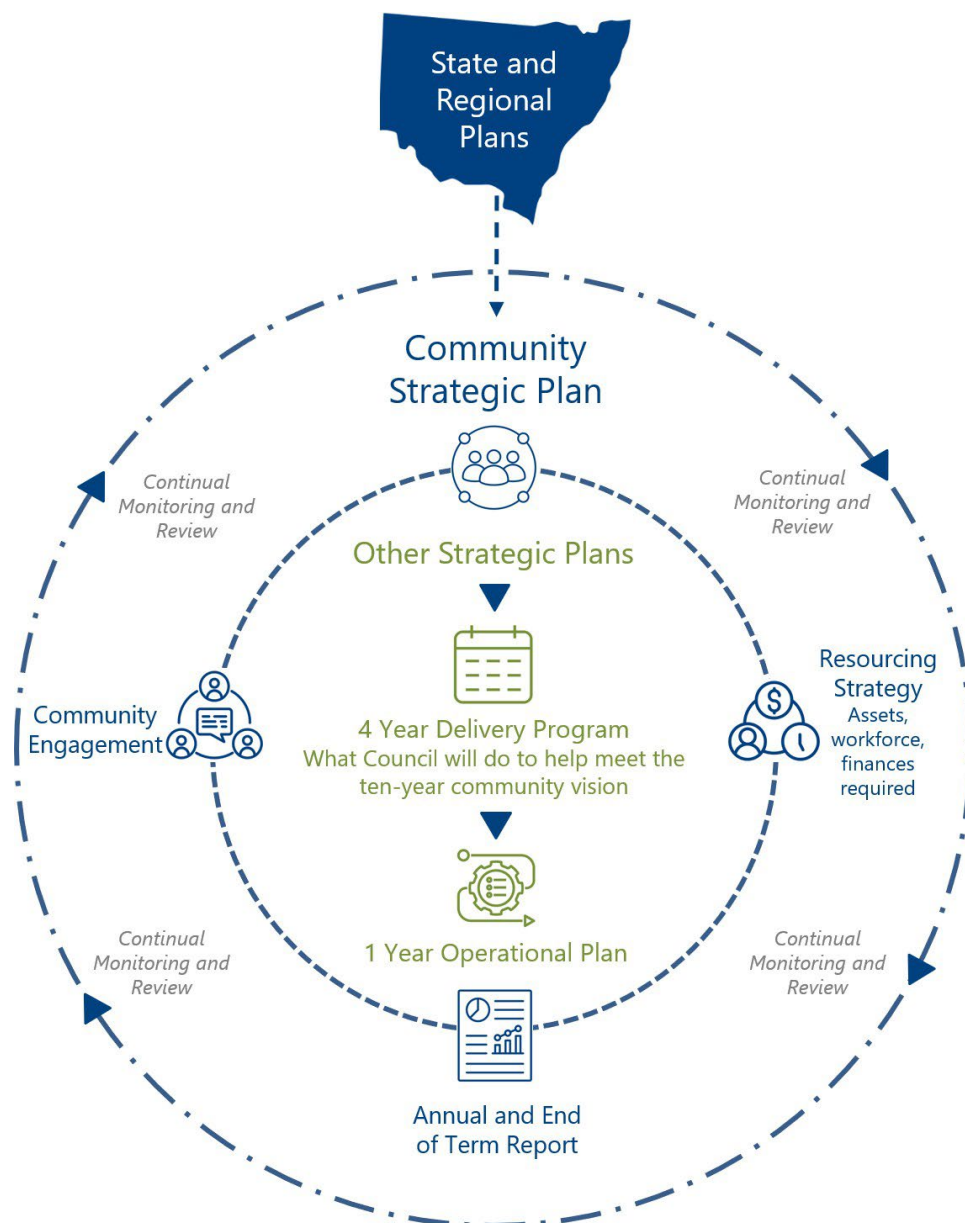 State and
Regional
Plans
Community
Strategic Plan
Continual
Monitoring and
Review
Continual
Monitoring and
Review
Other Strategic Plans
Community
Engagement
4 Year Delivery Program
What Council will do to help meet the
ten-year community vision
$
Resourcing
Strategy
Assets,
workforce,
finances
required
1 Year Operational Plan
Continual
Monitoring and
Review
Continual
Monitoring and
Review
Annual and End
of Term Report